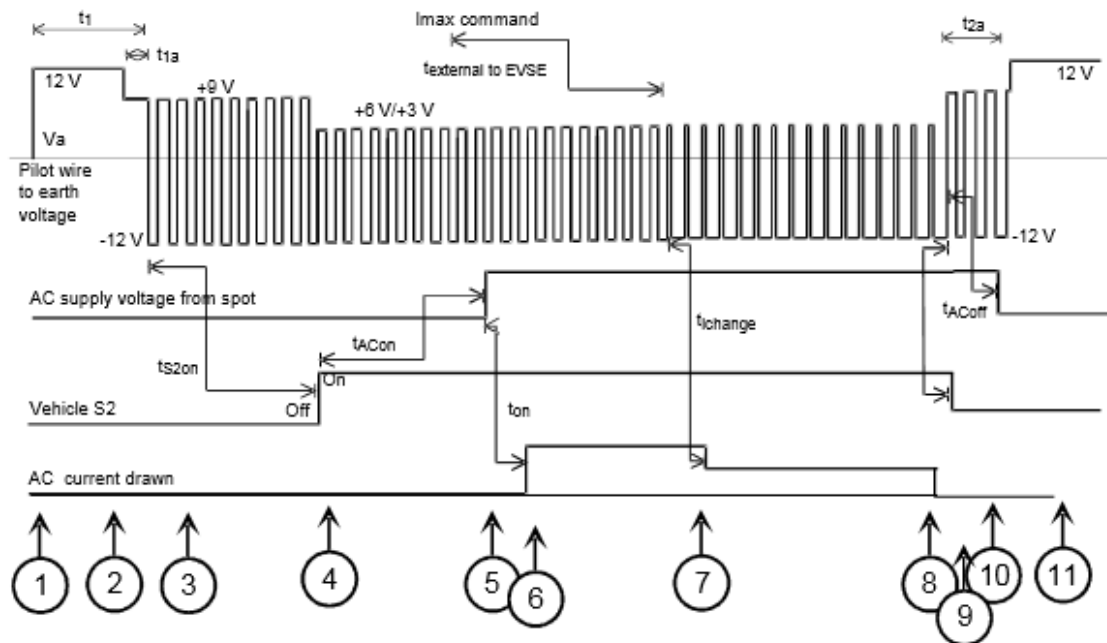 t1
Imax command
t2a
t1a
texternal to EVSE
12 V
+9 V
12 V
+6 V/+3 V
Va
Pilot wire
to earth
voltage
-12 V
-12 V
AC supply voltage from spot
tACoff
tIchange
tACon
tS2on
On
Off
Vehicle S2
ton
AC current drawn
1
2
3
4
5
6
7
8
9
10
11